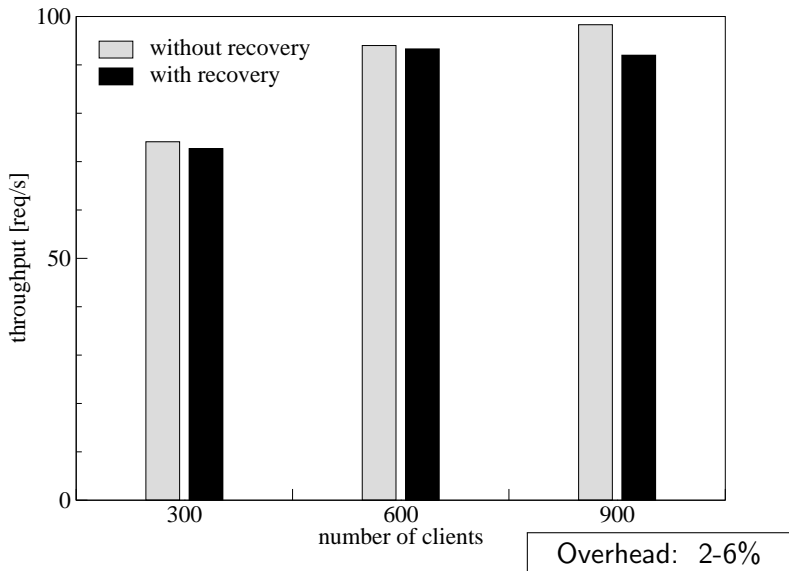 100
without recovery
with recovery
throughput [req/s]
50
0
300
600
900
number of clients
Overhead: 2-6%